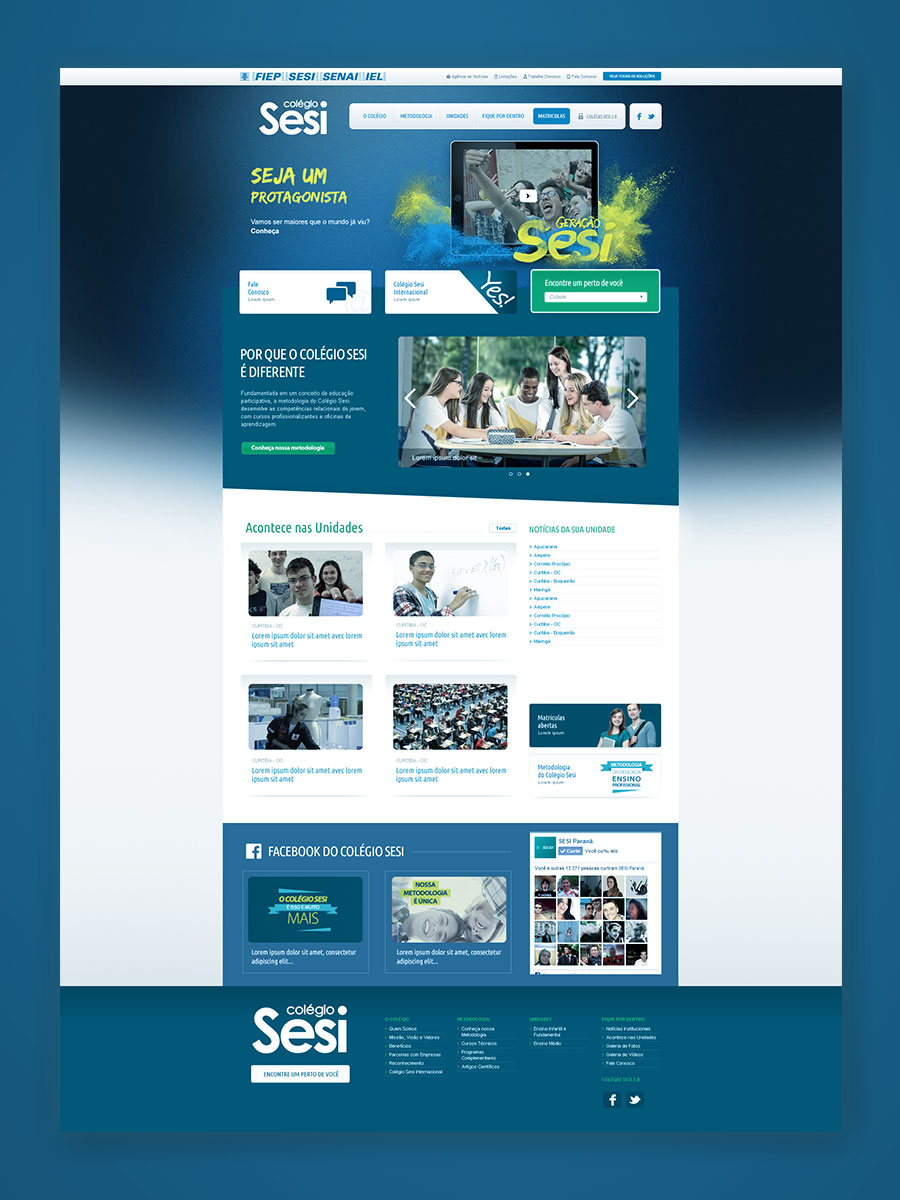 FIEP SESI SENAI IEL
Agência de Notícias Licitações Trabalhe Conosco Fale Conosco VEJA TODAS AS SOLUÇÕES
colégio
Sesi
O COLÉGIO METODOLOGIA UNIDADES FIQUE POR DENTRO MATRÍCULAS COLÉGIO SESI 2.8
SEJA UM
PROTAGONISTA
Vamos ser maiores que o mundo já viu?
Conheça
GERAÇÃO
Sesi
Fale
Conosco
Lorem ipsum
Colégio Sesi
Internacional
Lorem ipsum
Yes!
Encontre um perto de você
Cidade
POR QUE O COLÉGIO SESI
É DIFERENTE
Fundamentada em um conceito de educação
participativa, a metodologia do Colégio Sesi
desenvolve as competências relacionais do jovem,
com cursos profissionalizantes e oficinas de
aprendizagem.
Conheça nossa metodologia
Lorem ipsum dolor sit
Acontece nas Unidades
Todas
CURITIBA - CIC
Lorem ipsum dolor sit amet avec lorem
ipsum sit amet
CURITIBA - CIC
Lorem ipsum dolor sit amet avec lorem
ipsum sit amet
CURITIBA - CIC
Lorem ipsum dolor sit amet avec lorem
ipsum sit amet
CURITIBA - CIC
Lorem ipsum dolor sit amet avec lorem
ipsum sit amet
NOTÍCIAS DA SUA UNIDADE
Apucarana
Ampere
Cornélio Procópio
Curitiba - CIC
Curitiba - Boqueirão
Maringá
Apucarana
Ampere
Cornélio Procópio
Curitiba - CIC
Curitiba - Boqueirão
Maringá
Matrículas
abertas
Lorem ipsum
Metodologia
do Colégio Sesi
Lorem ipsum
METODOLOGIA
DIFERENCIADA
ENSINO
PROFISSIONAL
FACEBOOK DO COLÉGIO SESI
O COLÉGIO SESI
É ISSO E MUITO
MAIS
Lorem ipsum dolor sit amet, consectetur
adipiscing elit...
NOSSA
METODOLOGIA
É ÚNICA
Lorem ipsum dolor sit amet, consectetur
adipiscing elit...
SESI
SESI Paraná
Curtir Você curtiu isto
Você e outras 13 271 pessoas curtiram SESI Paraná.
colégio
Sesi
ENCONTRE UM PERTO DE VOCÊ
O COLÉGIO
Quem Somos
Missão, Visão e Valores
Benefícios
Parcerias com Empresas
Reconhecimento
Colégio Sesi Internacional
METODOLOGIA
Conheça nossa
Metodologia
Cursos Técnicos
Programas
Complementares
Artigos Científicos
UNIDADES
Ensino Infantil e
Fundamental
Ensino Médio
FIQUE POR DENTRO
Notícias Institucionais
Acontece nas Unidades
Galeria de Fotos
Galeria de Vídeos
Fale Conosco
COLÉGIO SESI 2.8